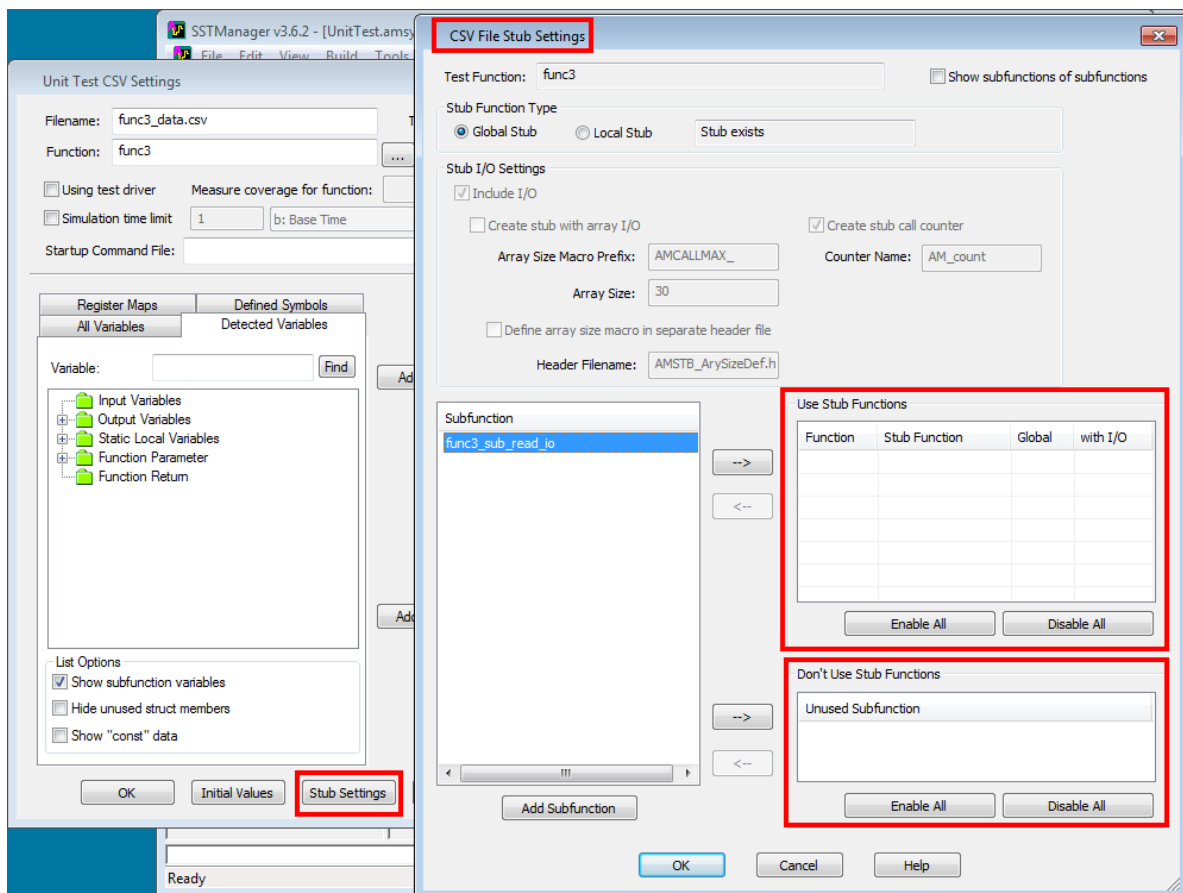 SSTManager v3.6.2 - [UnitTest.amsy
File Edit View Build Tools
Unit Test CSV Settings
Filename: func3_data.csv
Function: func3 ...
Using test driver Measure coverage for function:
Simulation time limit 1 b: Base Time
Startup Command File:
Register Maps Defined Symbols
All Variables Detected Variables
Variable: Find
Input Variables
Output Variables
Static Local Variables
Function Parameter
Function Return
List Options
Show subfunction variables
Hide unused struct members
Show "const" data
OK Initial Values Stub Settings
Ready
CSV File Stub Settings
Test Function: func3 Show subfunctions of subfunctions
Stub Function Type
Global Stub Local Stub Stub exists
Stub I/O Settings
Include I/O
Create stub with array I/O Create stub call counter
Array Size Macro Prefix: AMCALLMAX_ Counter Name: AM_count
Array Size: 30
Define array size macro in separate header file
Header Filename: AMSTB_ArySizeDef.h
Subfunction
func3_sub_read_io
-->
<--
-->
<--
Add Subfunction
Use Stub Functions
Function Stub Function Global with I/O
Enable All Disable All
Don't Use Stub Functions
Unused Subfunction
Enable All Disable All
OK Cancel Help